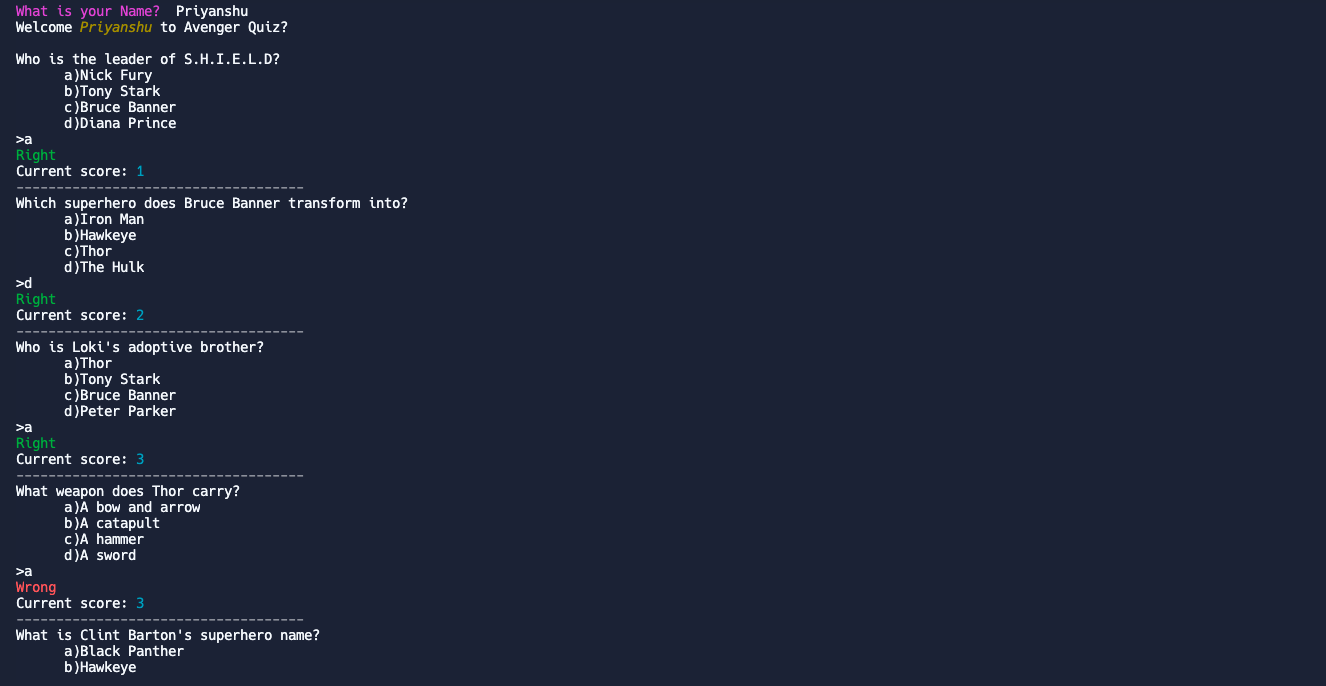 What is your Name?  Priyanshu
Welcome Priyanshu to Avenger Quiz?
Who is the leader of S.H.I.E.L.D?
a)Nick Fury
b)Tony Stark
c)Bruce Banner
d)Diana Prince
>a
Right
Current score: 1
------------------------------------
Which superhero does Bruce Banner transform into?
a)Iron Man
b)Hawkeye
c)Thor
d)The Hulk
>d
Right
Current score: 2
------------------------------------
Who is Loki's adoptive brother?
a)Thor
b)Tony Stark
c)Bruce Banner
d)Peter Parker
>a
Right
Current score: 3
------------------------------------
What weapon does Thor carry?
a)A bow and arrow
b)A catapult
c)A hammer
d)A sword
>a
Wrong
Current score: 3
------------------------------------
What is Clint Barton's superhero name?
a)Black Panther
b)Hawkeye